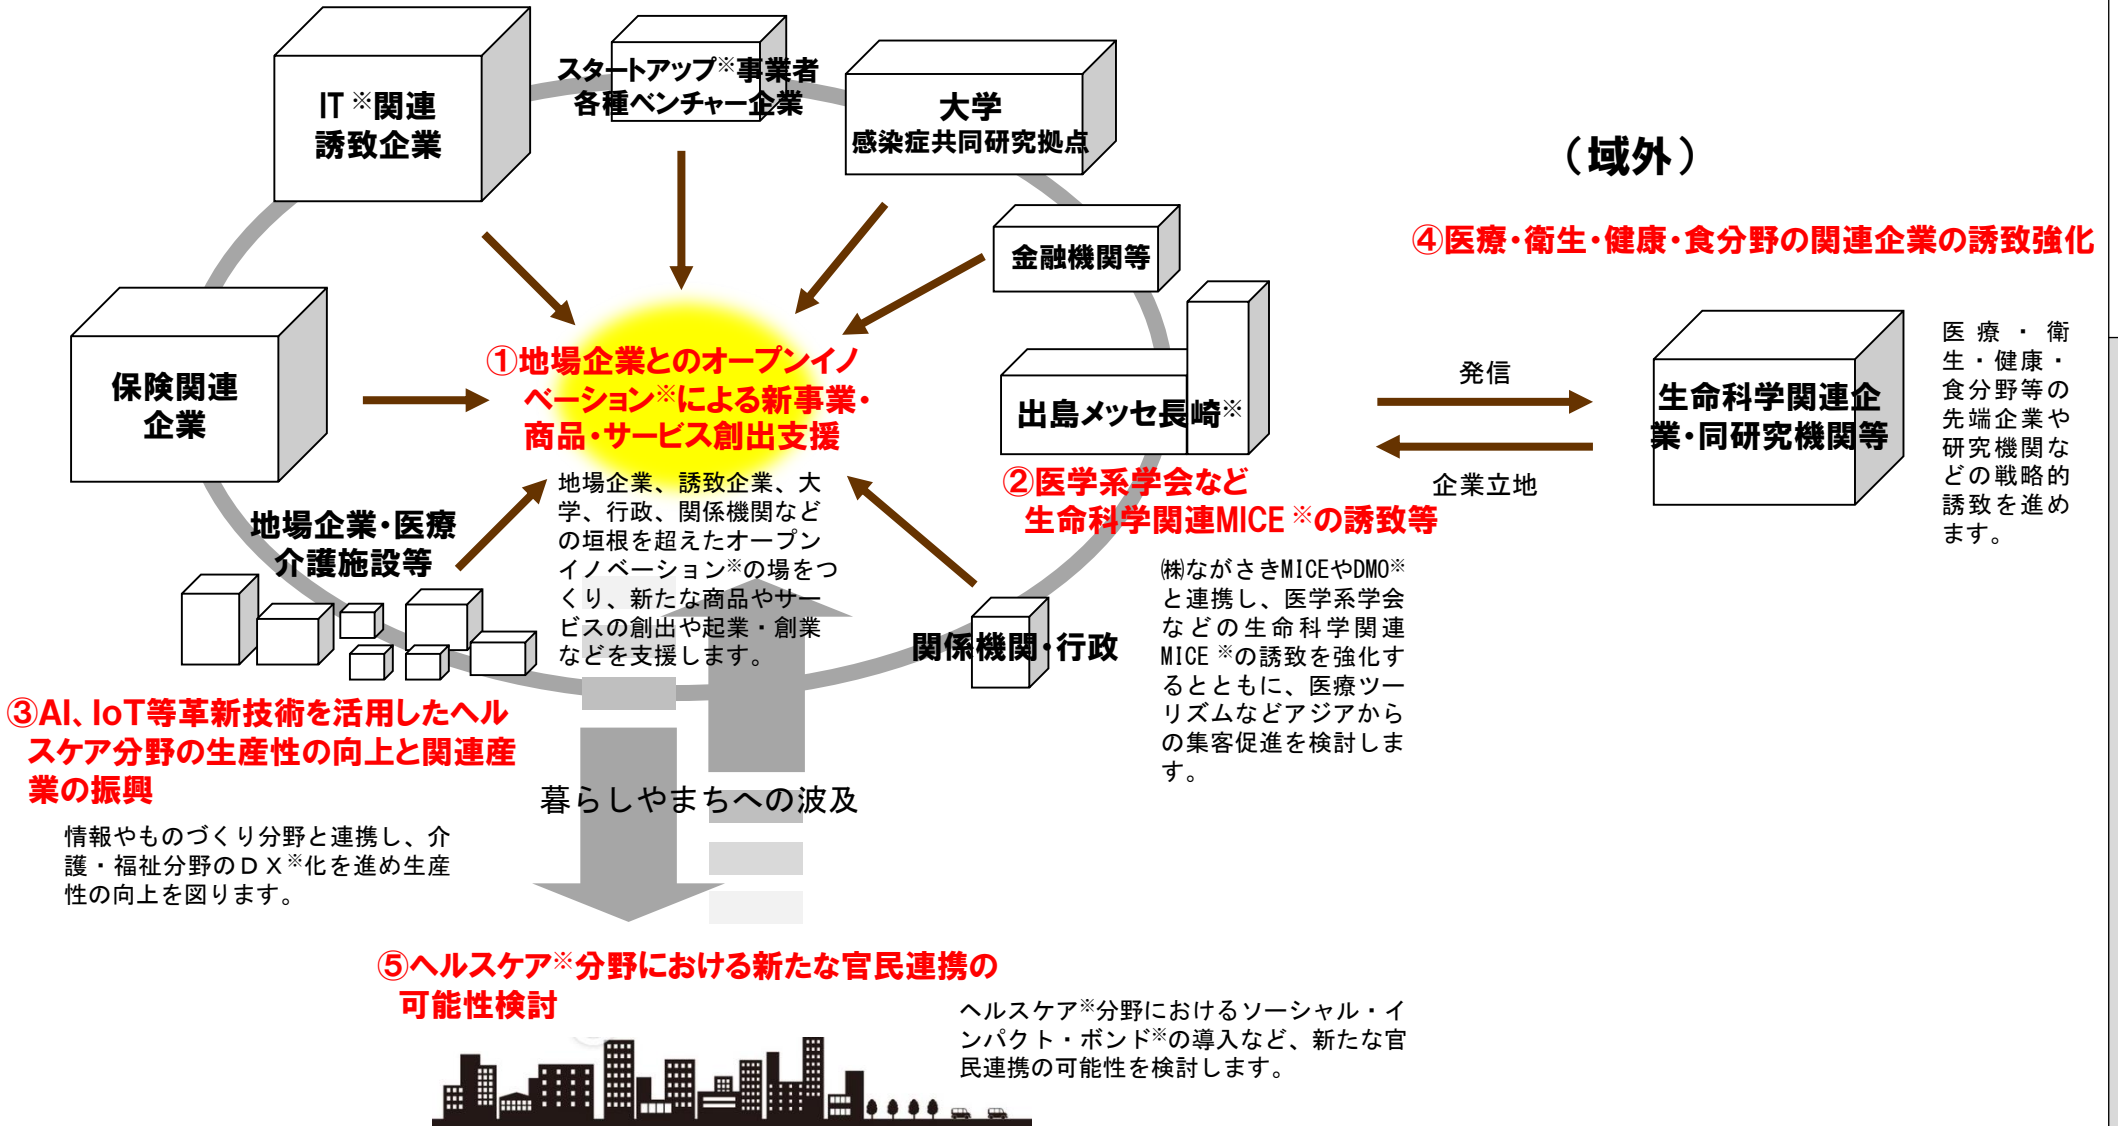 IT※関連
誘致企業
スタートアップ※事業者
各種ベンチャー企業
大学
感染症共同研究拠点
(域外)
金融機関等
④医療・衛生・健康・食分野の関連企業の誘致強化
保険関連
企業
①地場企業とのオープンイノ
ベーション※による新事業・
商品・サービス創出支援
地場企業、誘致企業、大
学、行政、関係機関など
の垣根を超えたオープン
イノベーション※の場をつ
くり、新たな商品やサー
ビスの創出や起業・創業
などを支援します。
出島メッセ長崎※
発信
企業立地
生命科学関連企
業・同研究機関等
医療・衛
生・健康・
食分野等の
先端企業や
研究機関な
どの戦略的
誘致を進め
ます。
②医学系学会など
生命科学関連MICE※の誘致等
㈱ながさきMICEやDMO※
と連携し、医学系学会
などの生命科学関連
MICE※の誘致を強化す
るとともに、医療ツー
リズムなどアジアから
の集客促進を検討しま
す。
地場企業・医療
介護施設等
関係機関・行政
③AI、IoT等革新技術を活用したヘル
スケア分野の生産性の向上と関連産
業の振興
情報やものづくり分野と連携し、介
護・福祉分野のDX※化を進め生産
性の向上を図ります。
暮らしやまちへの波及
⑤ヘルスケア※分野における新たな官民連携の
可能性検討
ヘルスケア※分野におけるソーシャル・イ
ンパクト・ボンド※の導入など、新たな官
民連携の可能性を検討します。